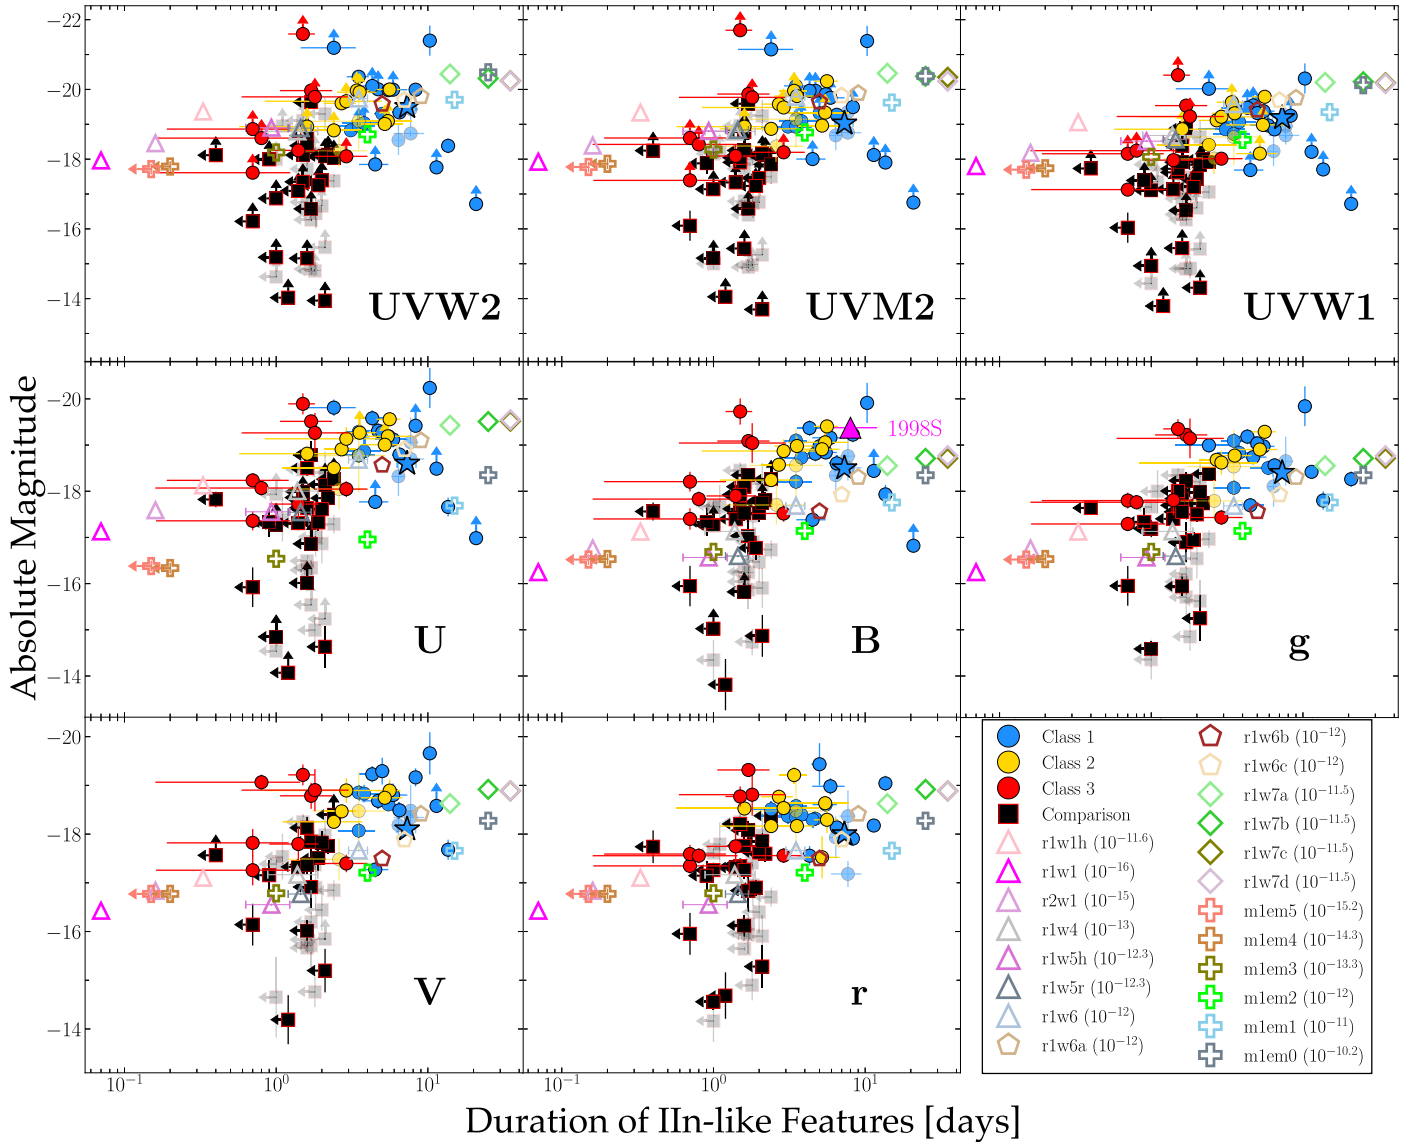 −22
−20
−18
−16
−14
UVW2
UVM2
UVW1
Absolute Magnitude
−20
−18
−16
−14
U
1998S
B
g
−20
−18
−16
−14
V
r
10⁻¹
10⁰
10¹
10⁻¹
10⁰
10¹
Duration of IIn-like Features [days]
Class 1
Class 2
Class 3
Comparison
r1w1h (10⁻¹¹·⁶)
r1w1 (10⁻¹⁶)
r2w1 (10⁻¹⁵)
r1w4 (10⁻¹³)
r1w5h (10⁻¹²·³)
r1w5r (10⁻¹²·³)
r1w6 (10⁻¹²)
r1w6a (10⁻¹²)
r1w6b (10⁻¹²)
r1w6c (10⁻¹²)
r1w7a (10⁻¹¹·⁵)
r1w7b (10⁻¹¹·⁵)
r1w7c (10⁻¹¹·⁵)
r1w7d (10⁻¹¹·⁵)
m1em5 (10⁻¹⁵·²)
m1em4 (10⁻¹⁴·³)
m1em3 (10⁻¹³·³)
m1em2 (10⁻¹²)
m1em1 (10⁻¹¹)
m1em0 (10⁻¹⁰·²)